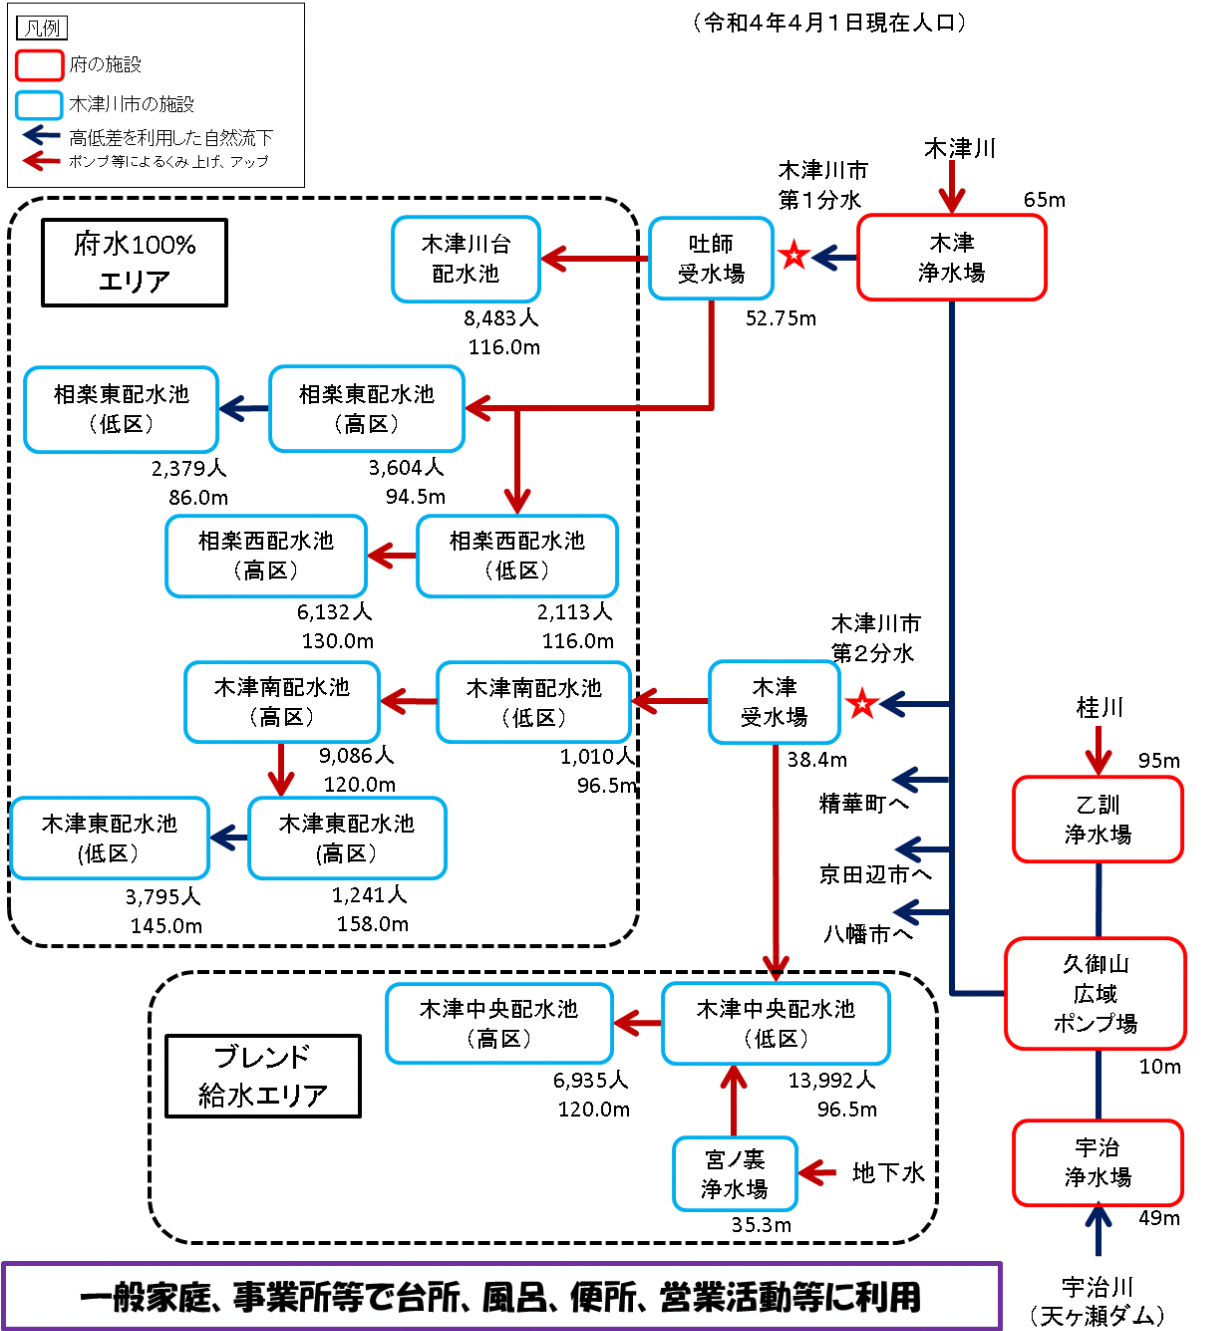 凡例
府の施設
木津川市の施設
高低差を利用した自然流下
ポンプ等によるくみ上げ、アップ
（令和４年４月１日現在人口）
府水100%
エリア
木津川台
配水池
8,483人
116.0m
吐師
受水場
52.75m
木津川市
第１分水
木津川
65m
木津
浄水場
相楽東配水池
（低区）
2,379人
86.0m
相楽東配水池
（高区）
3,604人
94.5m
相楽西配水池
（高区）
6,132人
130.0m
相楽西配水池
（低区）
2,113人
116.0m
木津南配水池
（高区）
9,086人
120.0m
木津南配水池
（低区）
1,010人
96.5m
木津
受水場
38.4m
木津川市
第２分水
木津東配水池
(低区）
3,795人
145.0m
木津東配水池
(高区）
1,241人
158.0m
精華町へ
京田辺市へ
八幡市へ
桂川
95m
乙訓
浄水場
久御山
広域
ポンプ場
10m
宇治
浄水場
49m
宇治川
（天ヶ瀬ダム）
ブレンド
給水エリア
木津中央配水池
（高区）
6,935人
120.0m
木津中央配水池
（低区）
13,992人
96.5m
宮ノ裏
浄水場
35.3m
地下水
一般家庭、事業所等で台所、風呂、便所、営業活動等に利用